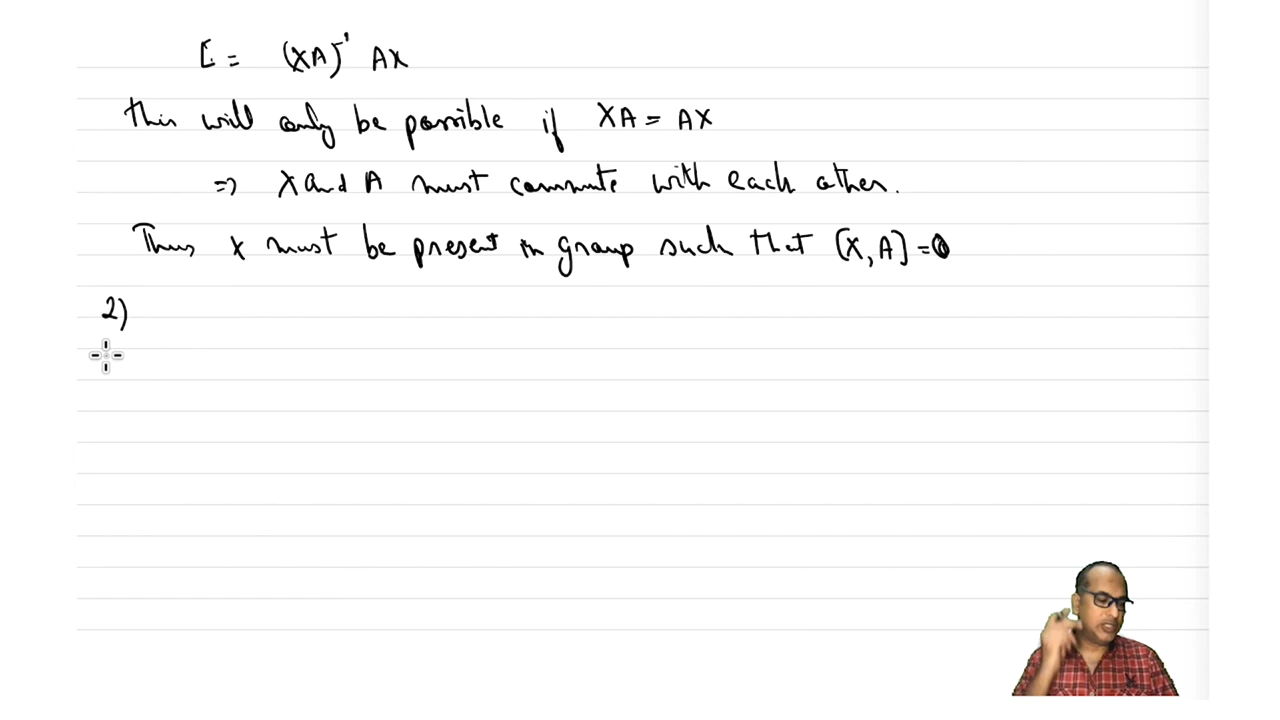 E = (XA)⁻¹ AX
This will only be possible if XA = AX
⇒ X and A must commute with each other.
Thus X must be present in group such that [X, A] = 0
2)